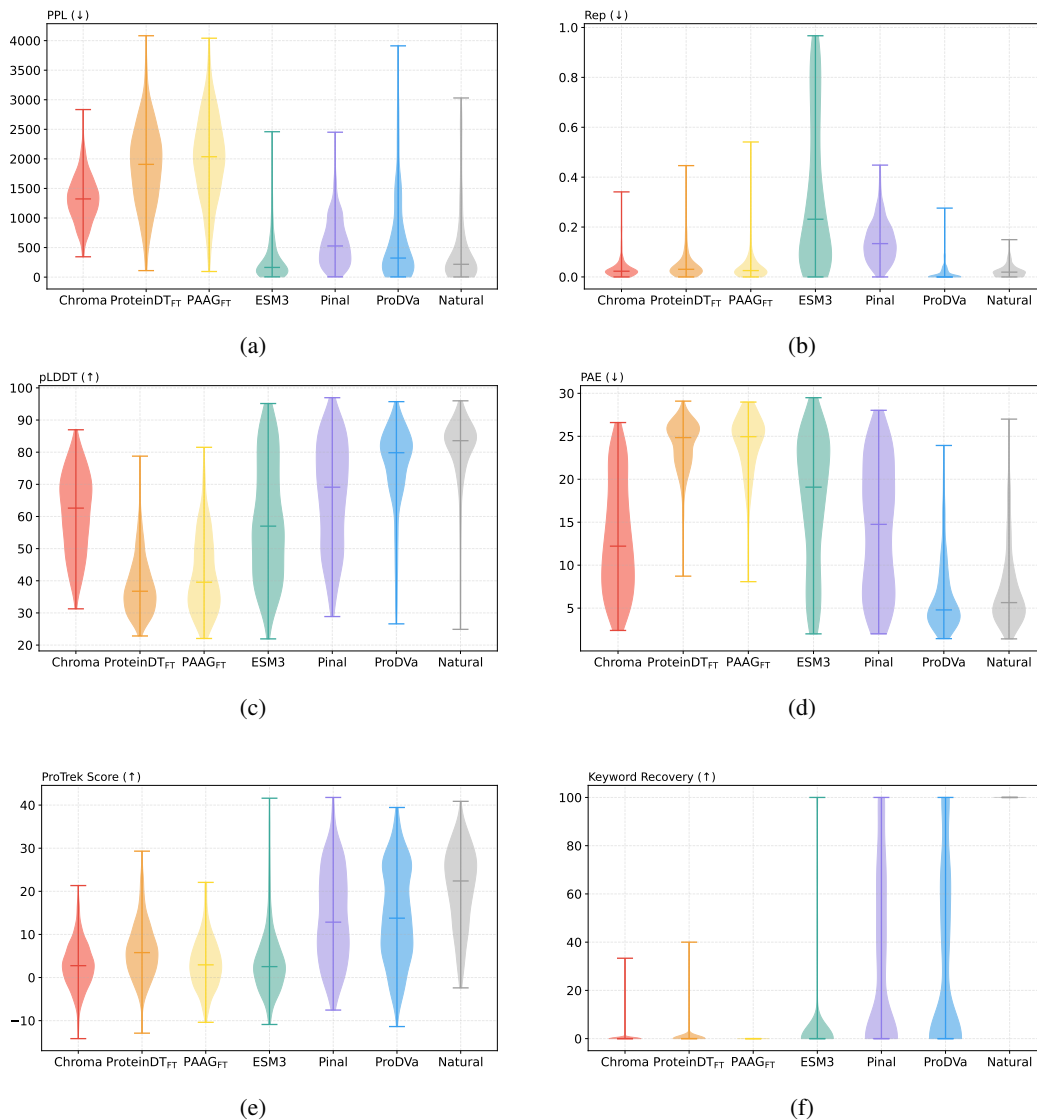 PPL (↓)
4000
3500
3000
2500
2000
1500
1000
500
0
Chroma ProteinDT_FT PAAG_FT ESM3 Pinal ProDVa Natural
(a)
Rep (↓)
1.0
0.8
0.6
0.4
0.2
0.0
Chroma ProteinDT_FT PAAG_FT ESM3 Pinal ProDVa Natural
(b)
pLDDT (↑)
100
90
80
70
60
50
40
30
20
Chroma ProteinDT_FT PAAG_FT ESM3 Pinal ProDVa Natural
(c)
PAE (↓)
30
25
20
15
10
5
Chroma ProteinDT_FT PAAG_FT ESM3 Pinal ProDVa Natural
(d)
ProTrek Score (↑)
40
30
20
10
0
−10
Chroma ProteinDT_FT PAAG_FT ESM3 Pinal ProDVa Natural
(e)
Keyword Recovery (↑)
100
80
60
40
20
0
Chroma ProteinDT_FT PAAG_FT ESM3 Pinal ProDVa Natural
(f)